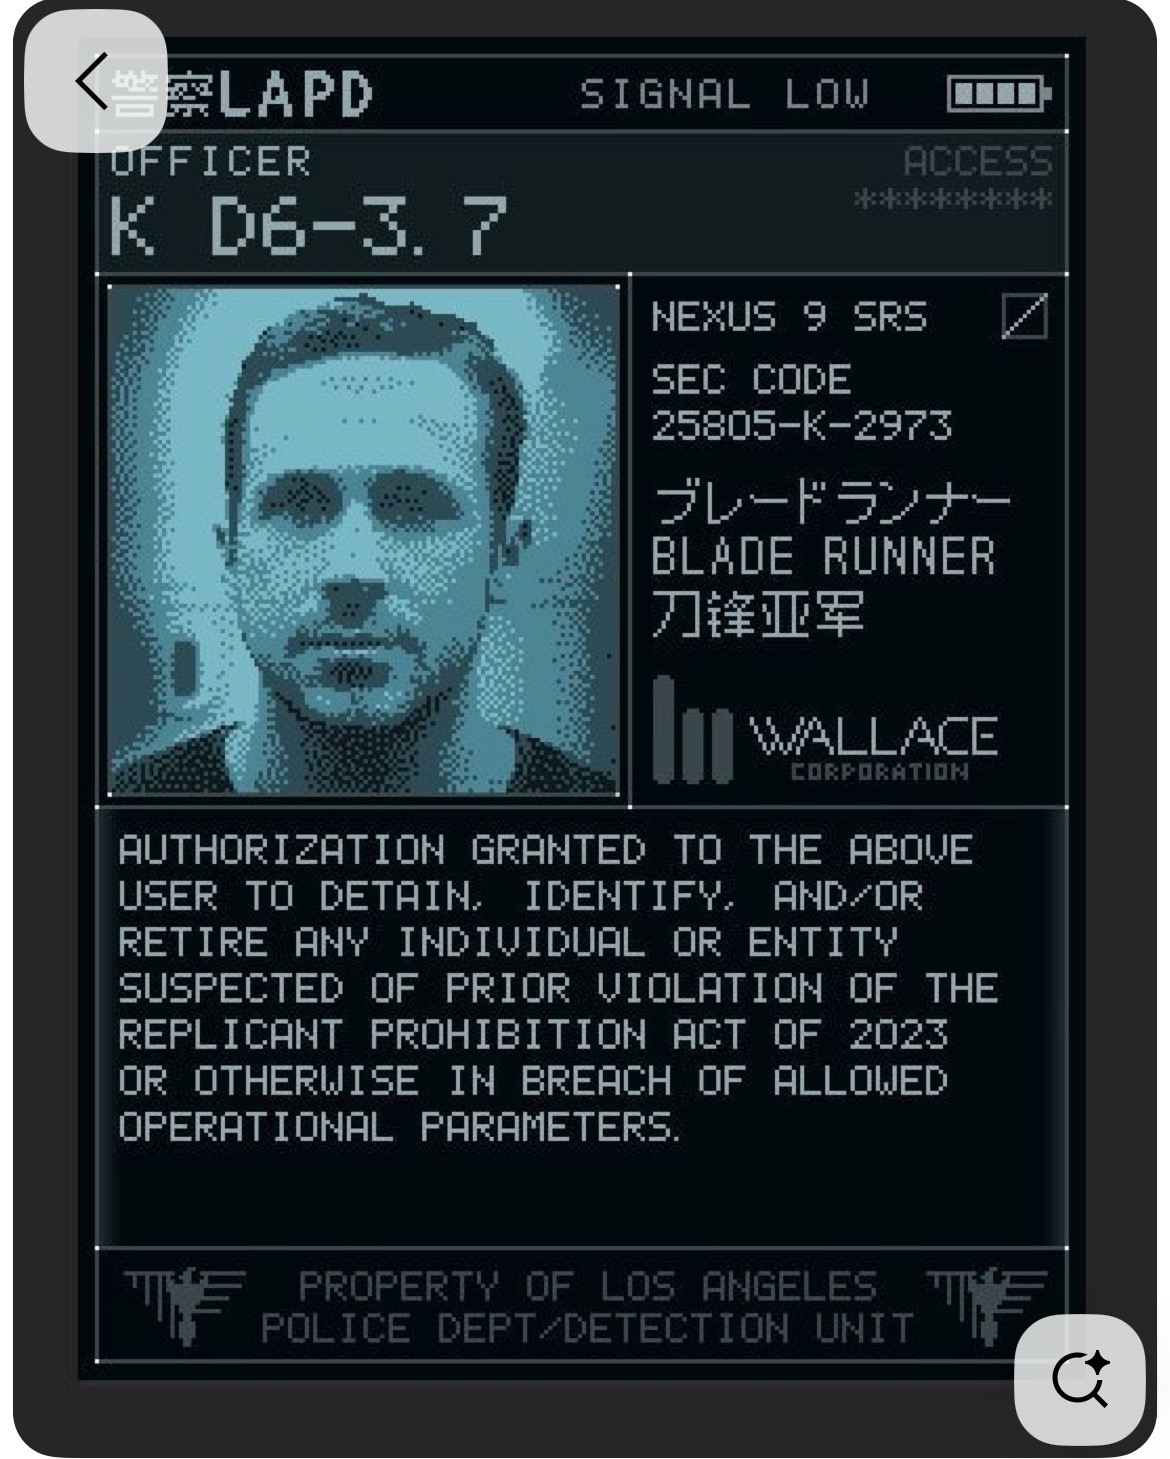 警察LAPD
SIGNAL LOW
OFFICER
ACCESS
K D6-3.7
********
NEXUS 9 SRS
SEC CODE
25805-K-2973
ブレードランナー
BLADE RUNNER
刀锋亚军
WALLACE
CORPORATION
AUTHORIZATION GRANTED TO THE ABOVE
USER TO DETAIN, IDENTIFY, AND/OR
RETIRE ANY INDIVIDUAL OR ENTITY
SUSPECTED OF PRIOR VIOLATION OF THE
REPLICANT PROHIBITION ACT OF 2023
OR OTHERWISE IN BREACH OF ALLOWED
OPERATIONAL PARAMETERS.
PROPERTY OF LOS ANGELES
POLICE DEPT/DETECTION UNIT